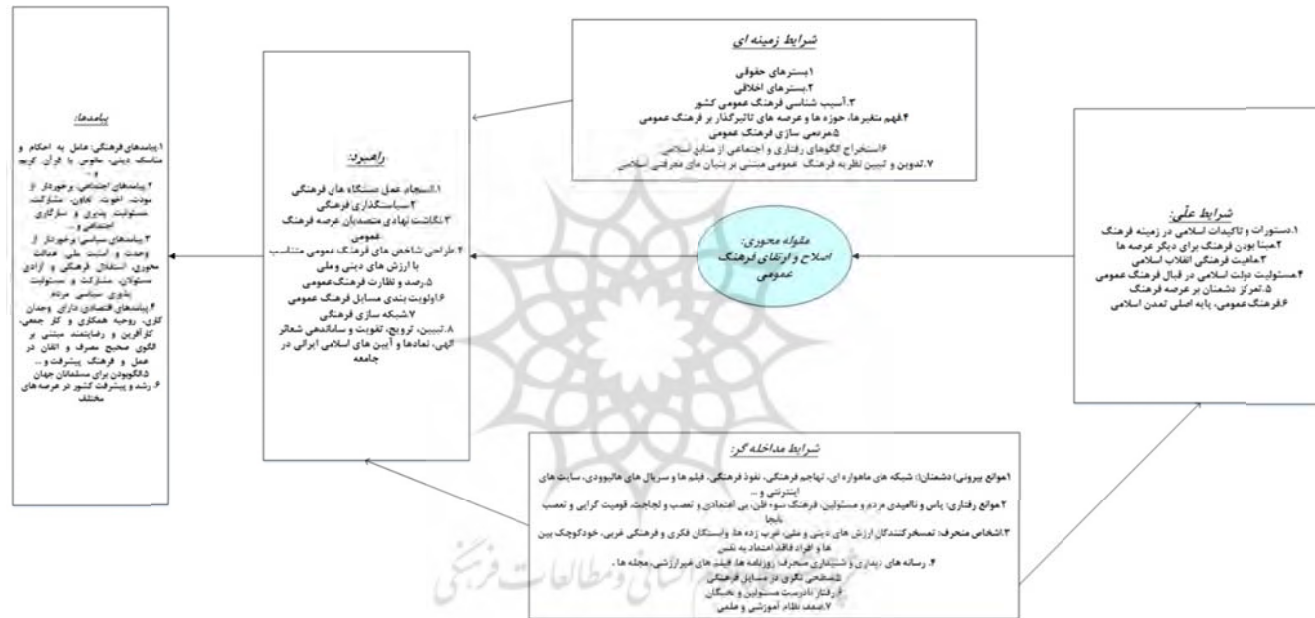 شرایط علّی:
۱.دستورات و تاکیدات اسلامی در زمینه فرهنگ
۲.مبنا بودن فرهنگ برای دیگر عرصه ها
۳.ماهیت فرهنگی انقلاب اسلامی
۴.مسئولیت دولت اسلامی در قبال فرهنگ عمومی
۵.تمرکز دشمنان بر عرصه فرهنگ
۶.فرهنگ عمومی، پایه اصلی تمدن اسلامی
شرایط زمینه ای
۱.بسترهای حقوقی
۲.بسترهای اخلاقی
۳.آسیب شناسی فرهنگ عمومی کشور
۴.فهم متغیرها، حوزه ها و عرصه های تاثیرگذار بر فرهنگ عمومی
۵.مردمی سازی فرهنگ عمومی
۶.استخراج الگوهای رفتاری و اجتماعی از منابع اسلامی
۷.تدوین و تبیین نظریه فرهنگ عمومی مبتنی بر بنیان های معرفتی اسلامی
مقوله محوری:
اصلاح و ارتقای فرهنگ
عمومی
شرایط مداخله گر:
۱.موانع بیرونی( دشمنان): شبکه های ماهواره ای، تهاجم فرهنگی، نفوذ فرهنگی، فیلم ها و سریال های هالیوودی، سایت های
اینترنتی و ...
۲.موانع رفتاری: یاس و ناامیدی مردم و مسئولین، فرهنگ سوء ظن، بی اعتمادی و تعصب و لجاجت، قومیت گرایی و تعصب
نابجا
۳.اشخاص منحرف: تمسخرکنندگان ارزش های دینی و ملی، غرب زده ها، وابستگان فکری و فرهنگی غربی، خودکوچک بین
ها و افراد فاقد اعتماد به نفس
۴. رسانه های دیداری و شنیداری منحرف: روزنامه ها، فیلم های غیرارزشی، مجله ها .
۵.سطحی نگری در مسایل فرهنگی
۶.رفتار نادرست مسئولین و نخبگان
۷.ضعف نظام آموزشی و علمی
راهبرد:
۱.انسجام عمل دستگاه های فرهنگی
۲.سیاستگذاری فرهنگی
۳.نگاشت نهادی متصدیان عرصه فرهنگ
عمومی
۴.طراحی شاخص های فرهنگ عمومی متناسب
با ارزش های دینی و ملی
۵.رصد و نظارت فرهنگ عمومی
۶.اولویت بندی مسایل فرهنگ عمومی
۷.شبکه سازی فرهنگی
۸.تبیین، ترویج، تقویت و ساماندهی شعائر
الهی، نمادها و آیین های اسلامی ایرانی در
جامعه
پیامدها:
۱.پیامدهای فرهنگی: عامل به احکام و
مناسک دینی، مانوس با قرآن کریم
و ...
۲.پیامدهای اجتماعی: برخوردار از
مودت، اخوت، تعاون، مشارکت،
مسئولیت پذیری و سازگاری
اجتماعی و...
۳.پیامدهای سیاسی: برخوردار از
وحدت و امنیت ملی، عدالت
محوری، استقلال فرهنگی و آزادی
مسئولان، مشارکت و مسئولیت
پذیری سیاسی مردم
۴.پیامدهای اقتصادی: دارای وجدان
کاری، روحیه همکاری و کار جمعی،
کارآفرین و رضایتمند مبتنی بر
الگوی صحیح مصرف و اتقان در
عمل و فرهنگ پیشرفت و ...
۵.الگوبودن برای مسلمانان جهان
۶. رشد و پیشرفت کشور در عرصه های
مختلف
انسانی و مطالعات فرهنگی